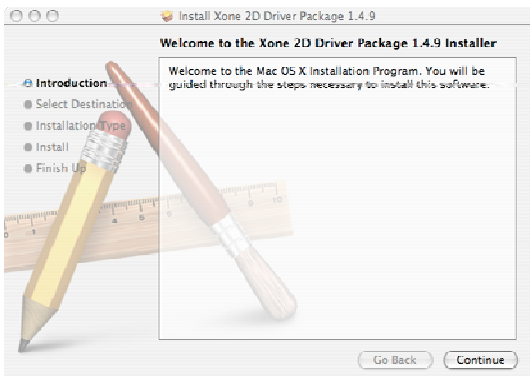 Install Xone 2D Driver Package 1.4.9
Welcome to the Xone 2D Driver Package 1.4.9 Installer
Introduction
Select Destination
Installation Type
Install
Finish Up
Welcome to the Mac OS X Installation Program. You will be
guided through the steps necessary to install this software.
Go Back
Continue